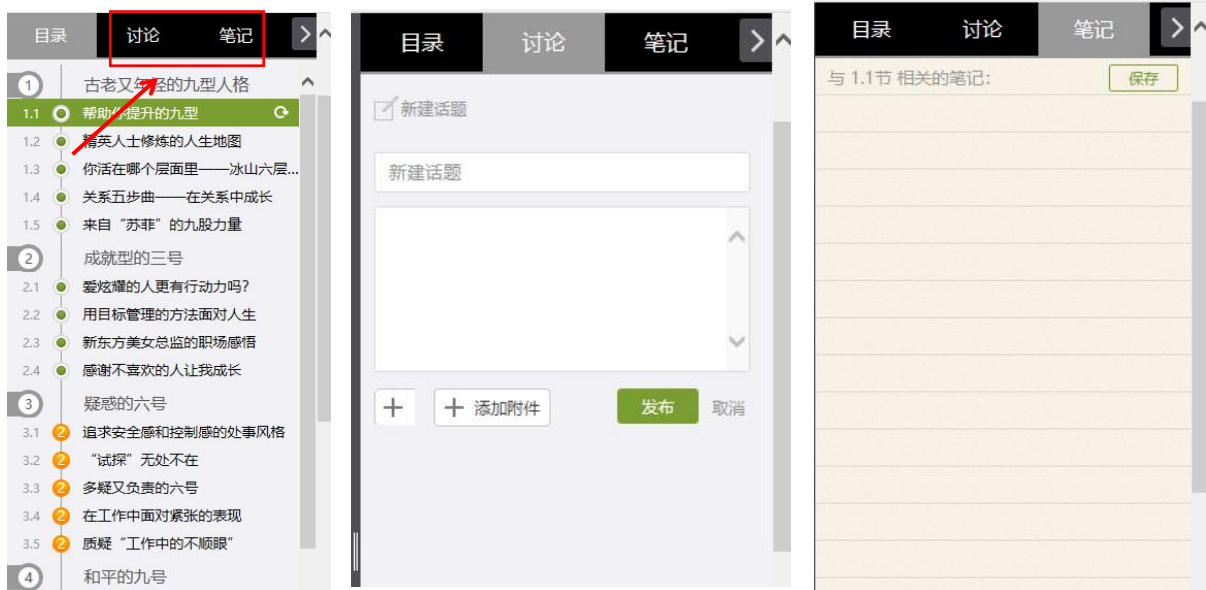 目录 讨论 笔记
1 古老又年轻的九型人格
1.1 帮助你提升的九型
1.2 精英人士修炼的人生地图
1.3 你活在哪个层面里——冰山六层...
1.4 关系五步曲——在关系中成长
1.5 来自“苏菲”的九股力量
2 成就型的三号
2.1 爱炫耀的人更有行动力吗?
2.2 用目标管理的方法面对人生
2.3 新东方美女总监的职场感悟
2.4 感谢不喜欢的人让我成长
3 疑惑的六号
3.1 2 追求安全感和控制感的处事风格
3.2 2 “试探”无处不在
3.3 2 多疑又负责的六号
3.4 2 在工作中面对紧张的表现
3.5 2 质疑“工作中的不顺眼”
4 和平的九号
目录 讨论 笔记
新建话题
新建话题
添加附件 发布 取消
目录 讨论 笔记
与 1.1节 相关的笔记: 保存